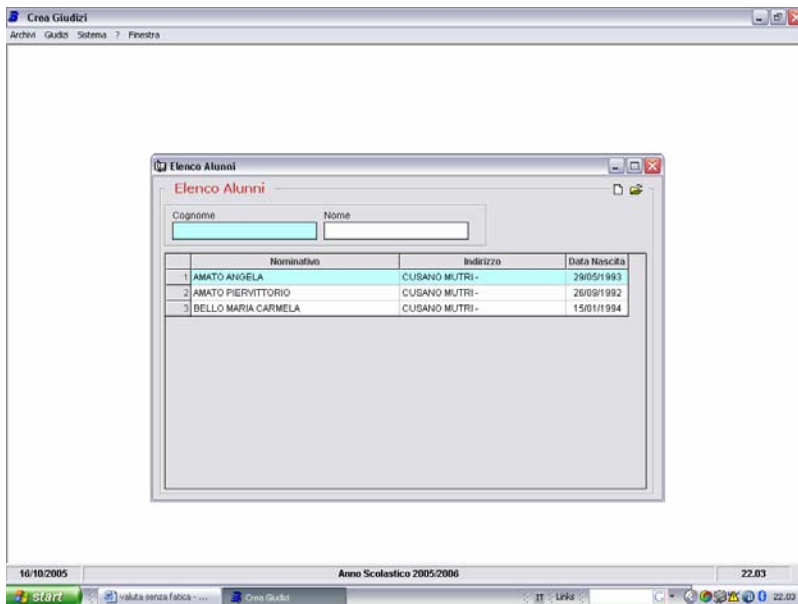 Crea Giudizi
Archivi Giudizi Sistema ? Finestra
Elenco Alunni
Elenco Alunni
Cognome Nome
Nominativo Indirizzo Data Nascita
1 AMATO ANGELA CUSANO MUTRI - 29/05/1993
2 AMATO PIERVITTORIO CUSANO MUTRI - 26/09/1992
3 BELLO MARIA CARMELA CUSANO MUTRI - 15/01/1994
16/10/2005 Anno Scolastico 2005/2006 22.03
start valuta senza fatica - ... Crea Giudizi IT Links 22.03